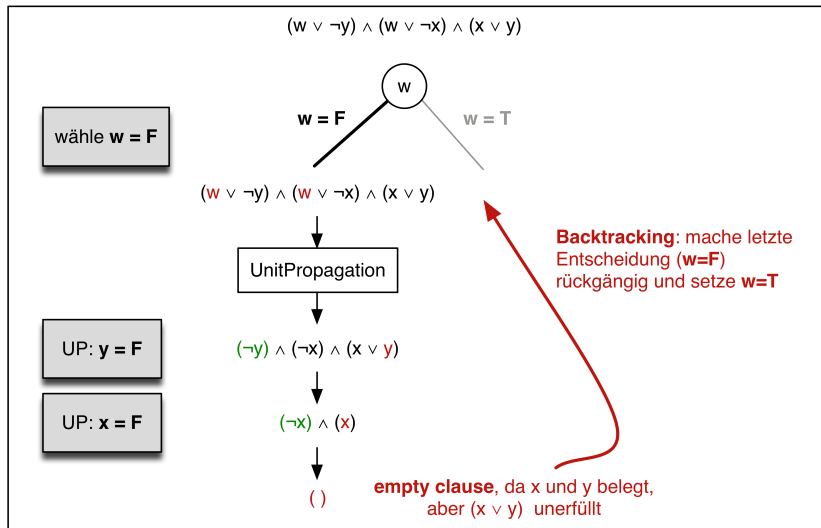 (w ∨ ¬y) ∧ (w ∨ ¬x) ∧ (x ∨ y)
w
w = F
w = T
wähle w = F
(w ∨ ¬y) ∧ (w ∨ ¬x) ∧ (x ∨ y)
Backtracking: mache letzte
Entscheidung (w=F)
rückgängig und setze w=T
UnitPropagation
UP: y = F
(¬y) ∧ (¬x) ∧ (x ∨ y)
UP: x = F
(¬x) ∧ (x)
( )
empty clause, da x und y belegt,
aber (x ∨ y) unerfüllt